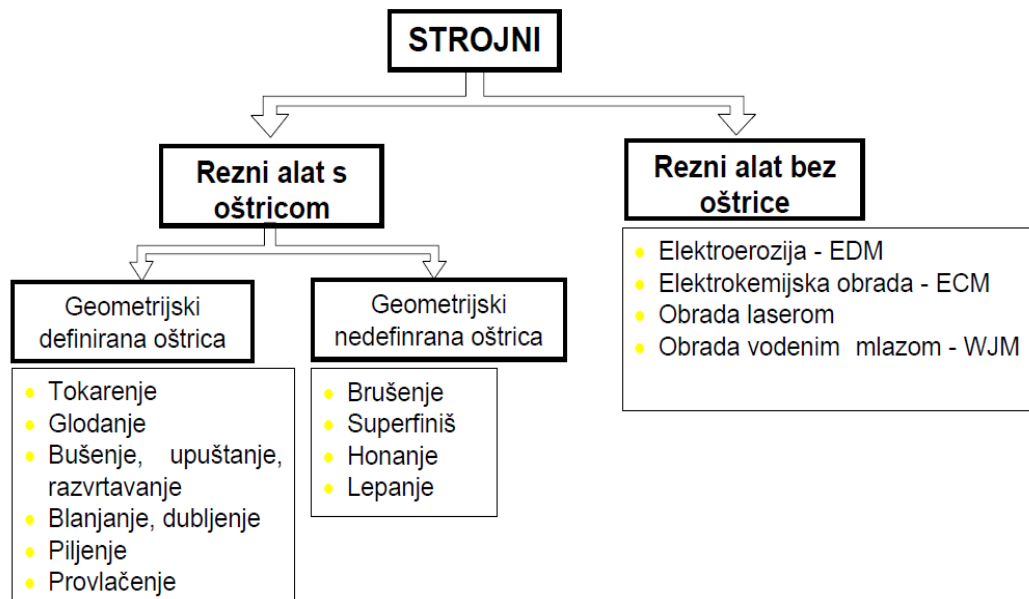 STROJNI
Rezni alat s
oštricom
Rezni alat bez
oštrice
Geometrijski
definirana oštrica
Geometrijski
nedefinrana oštrica
Tokarenje
Glodanje
Bušenje, upuštanje,
razvrtavanje
Blanjanje, dubljenje
Piljenje
Provlačenje
Brušenje
Superfiniš
Honanje
Lepanje
Elektroerozija - EDM
Elektrokemijska obrada - ECM
Obrada laserom
Obrada vodenim mlazom - WJM